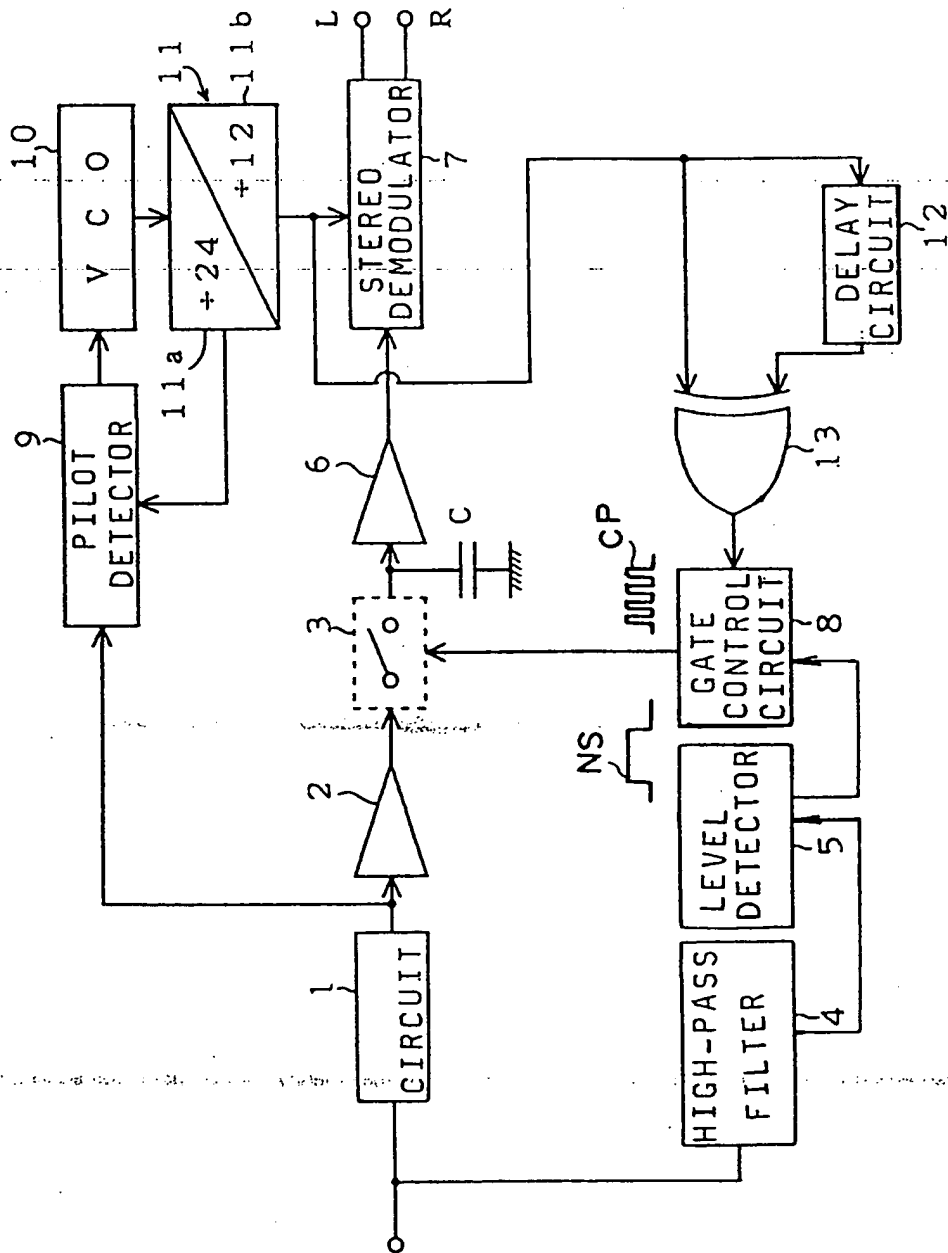 CIRCUIT
1
2
3
C
6
STEREO
DEMODULATOR
7
L
R
PILOT
DETECTOR
9
V C O
10
÷24
÷12
11
11a
11b
HIGH-PASS
FILTER
4
LEVEL
DETECTOR
5
NS
GATE
CONTROL
CIRCUIT
8
CP
13
DELAY
CIRCUIT
12